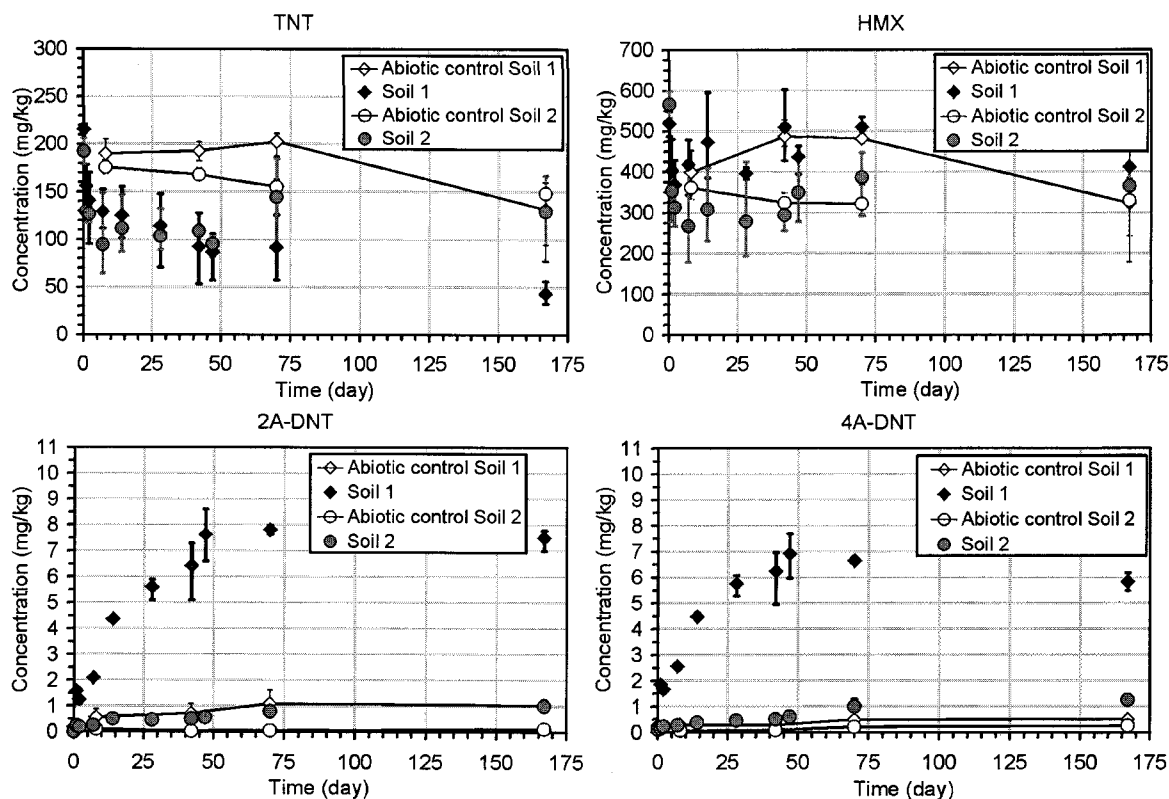 TNT
300
250
200
150
100
50
0
Concentration (mg/kg)
0 25 50 75 100 125 150 175
Time (day)
Abiotic control Soil 1
Soil 1
Abiotic control Soil 2
Soil 2
HMX
700
600
500
400
300
400
300
0
Concentration (mg/kg)
0 25 50 75 100 125 150 175
Time (day)
Abiotic control Soil 1
Soil 1
Abiotic control Soil 2
Soil 2
2A-DNT
11
10
9
8
7
6
5
4
3
2
1
0
Concentration (mg/kg)
0 25 50 75 100 125 150 175
Time (day)
Abiotic control Soil 1
Soil 1
Abiotic control Soil 2
Soil 2
4A-DNT
11
10
9
8
7
6
5
4
3
2
1
0
Concentration (mg/kg)
0 25 50 75 100 125 150 175
Time (day)
Abiotic control Soil 1
Soil 1
Abiotic control Soil 2
Soil 2